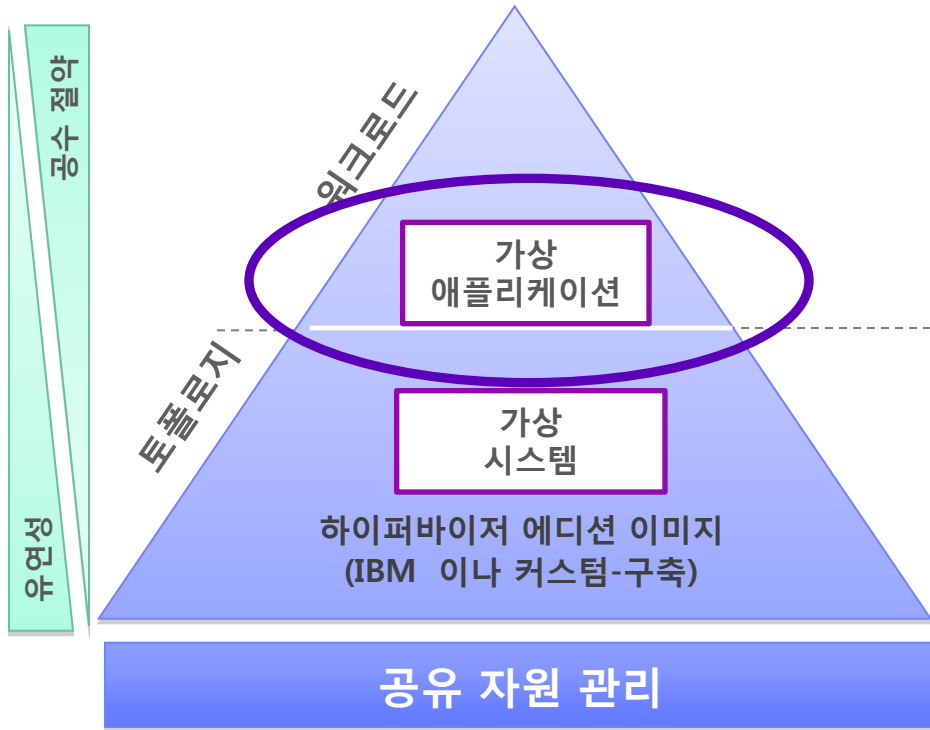 공수 절약
워크로드
가상
애플리케이션
토폴로지
가상
시스템
유연성
하이퍼바이저 에디션 이미지
(IBM 이나 커스텀-구축)
공유 자원 관리